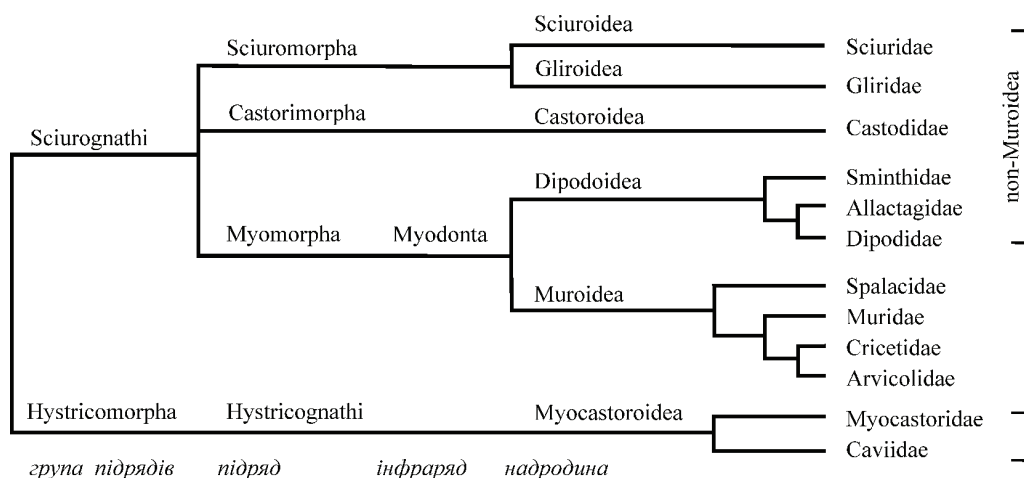 Sciuroidea
Sciuromorpha
Sciuridae
Gliroidea
Gliridae
Castorimorpha
Castoroidea
Castodidae
Sciurognathi
Dipodoidea
Sminthidae
Allactagidae
Myomorpha Myodonta
Dipodidae
non-Muroidea
Spalacidae
Muroidea
Muridae
Cricetidae
Arvicolidae
Hystricomorpha Hystricognathi Myocastoroidea
Myocastoridae
Caviidae
група підрядів підряд інфраряд надродина